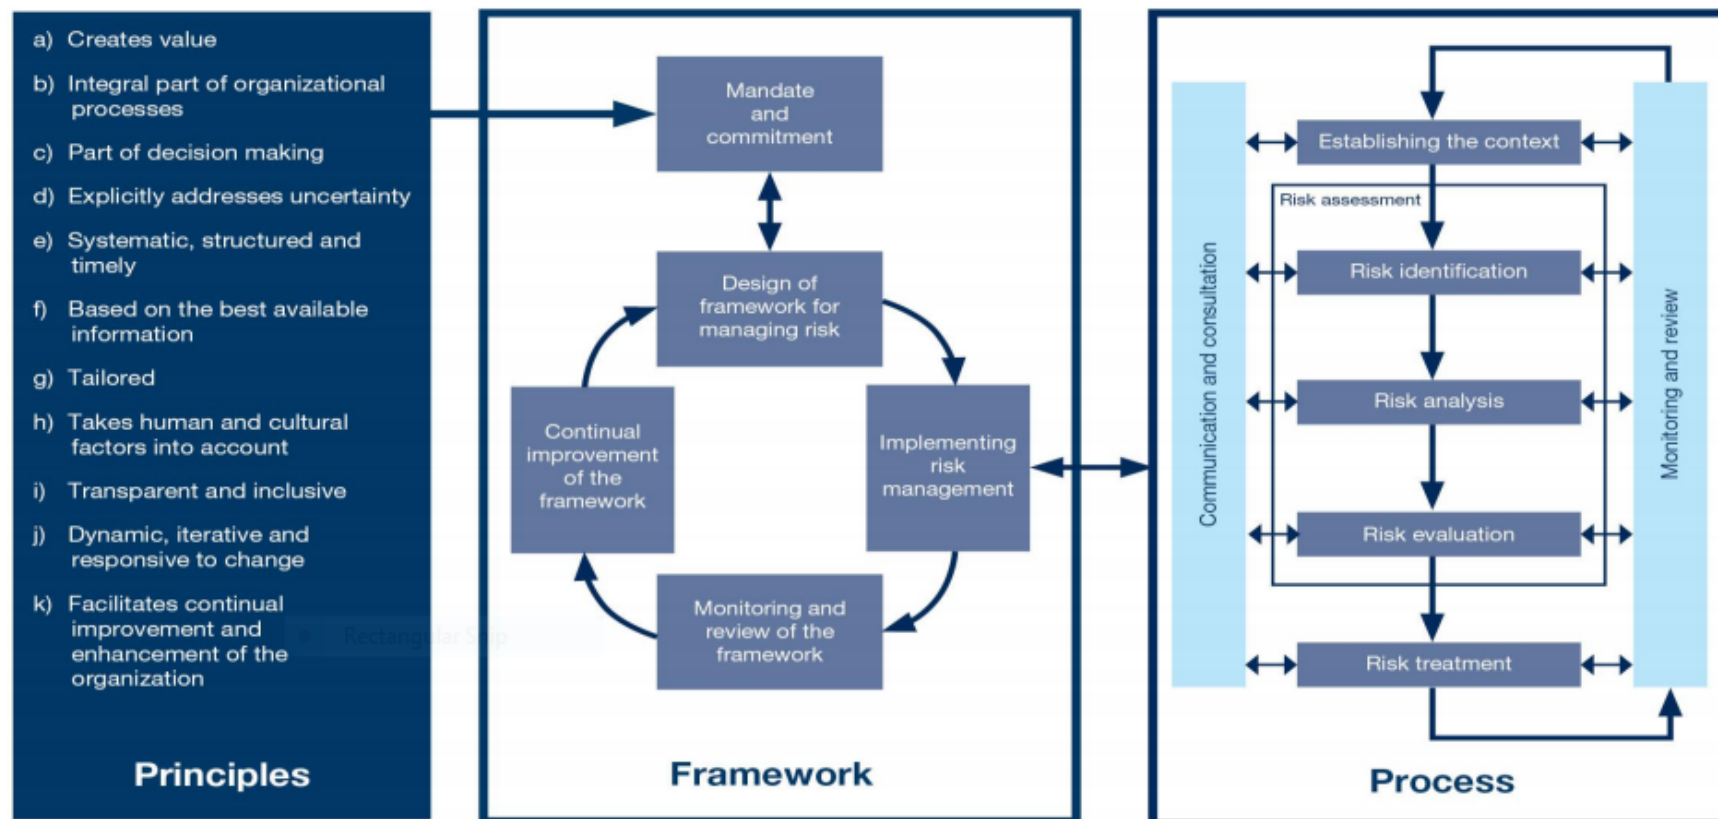 a) Creates value
b) Integral part of organizational
processes
c) Part of decision making
d) Explicitly addresses uncertainty
e) Systematic, structured and
timely
f) Based on the best available
information
g) Tailored
h) Takes human and cultural
factors into account
i) Transparent and inclusive
j) Dynamic, iterative and
responsive to change
k) Facilitates continual
improvement and
enhancement of the
organization
Rectangular Snip
Principles
Mandate
and
commitment
Design of
framework for
managing risk
Continual
improvement
of the
framework
Implementing
risk
management
Monitoring and
review of the
framework
Framework
Communication and consultation
Establishing the context
Risk assessment
Risk identification
Risk analysis
Risk evaluation
Risk treatment
Monitoring and review
Process